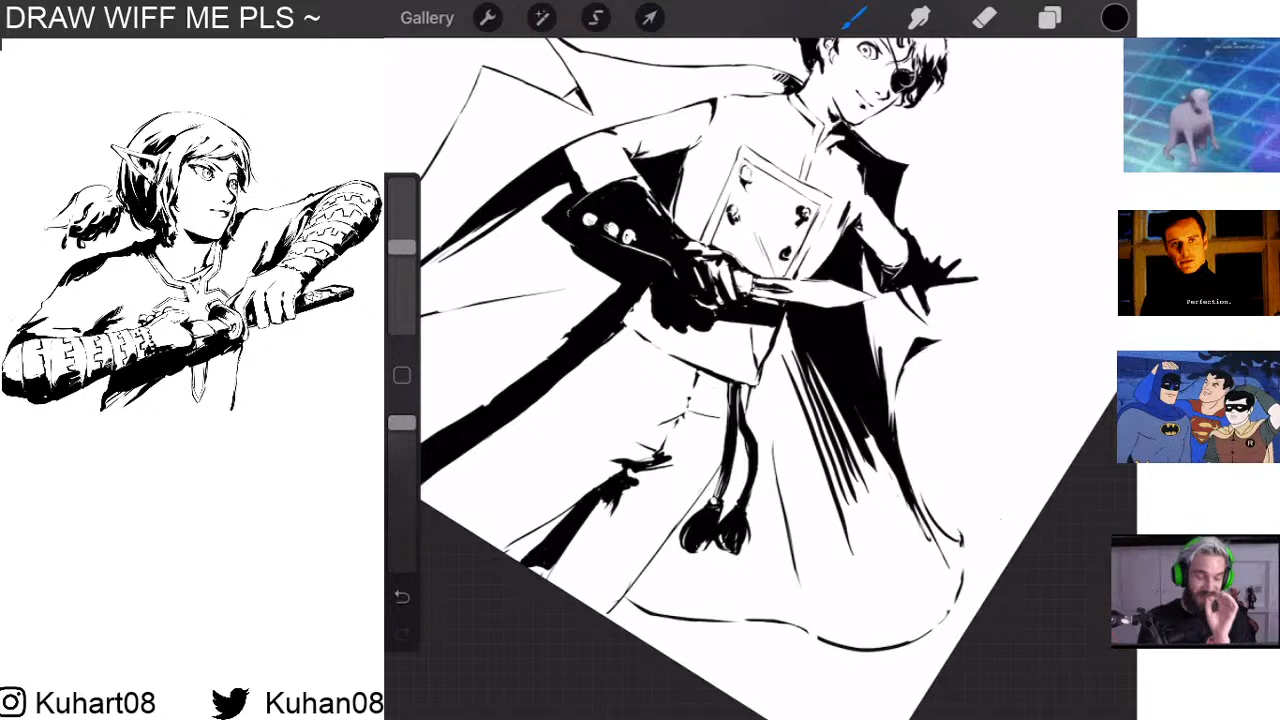 DRAW WIFF ME PLS ~
Gallery
Perfection.
R
Kuhart08
Kuhan08